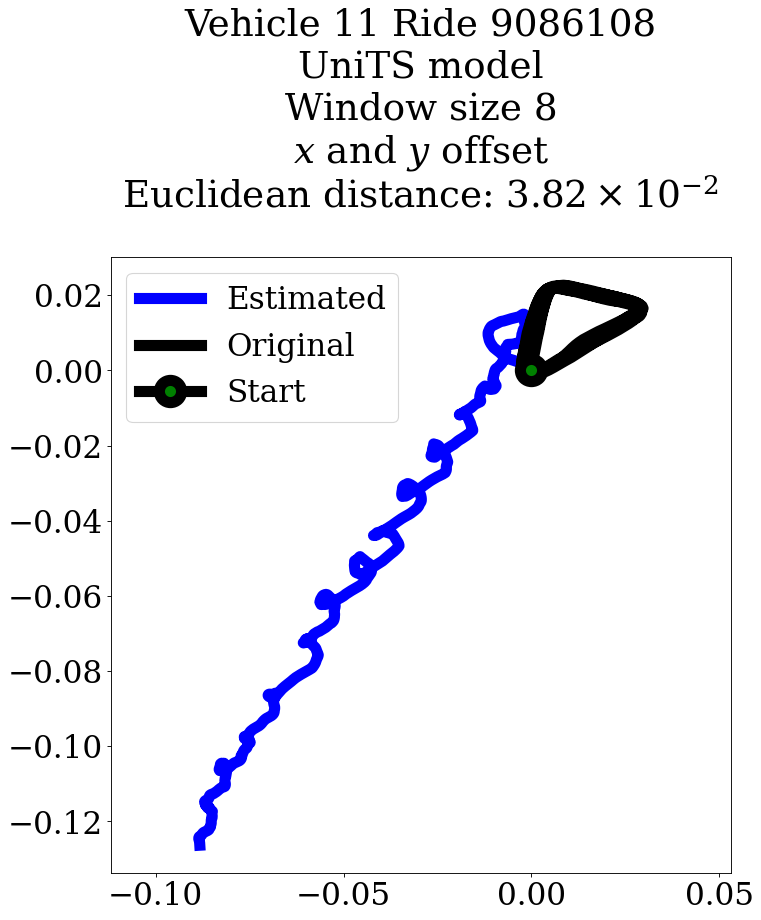 Vehicle 11 Ride 9086108
UniTS model
Window size 8
x and y offset
Euclidean distance: 3.82 × 10⁻²
Estimated
Original
Start
0.02
0.00
−0.02
−0.04
−0.06
−0.08
−0.10
−0.12
−0.10 −0.05 0.00 0.05